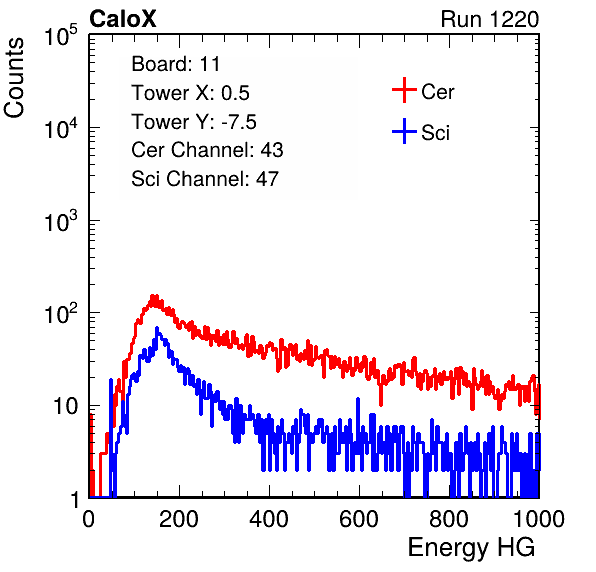 CaloX Run 1220
Counts
10^5
10^4
10^3
10^2
10
1
Board: 11
Tower X: 0.5
Tower Y: -7.5
Cer Channel: 43
Sci Channel: 47
Cer
Sci
0 200 400 600 800 1000
Energy HG